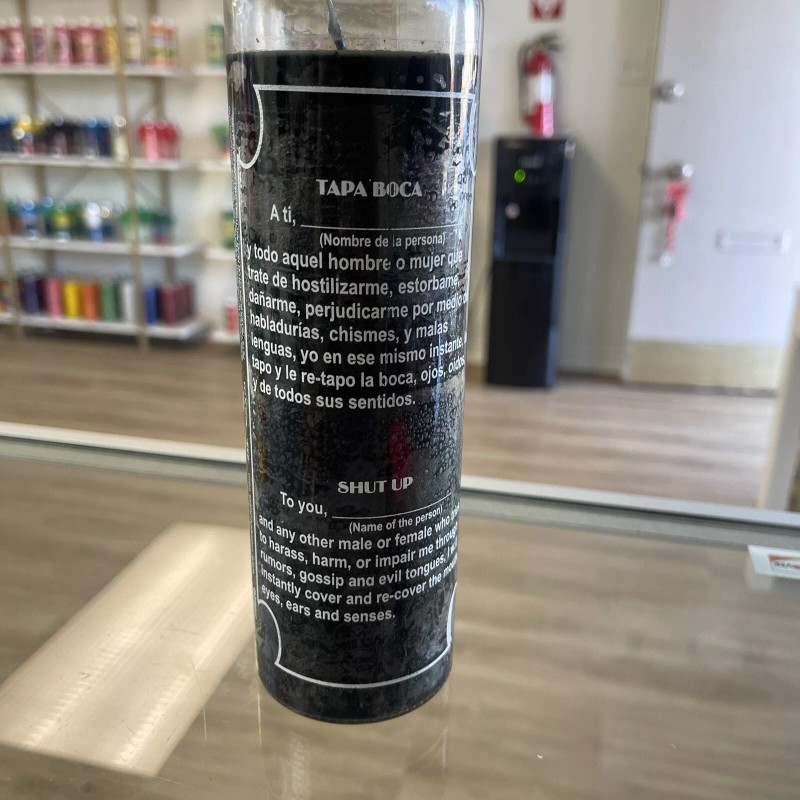 TAPA BOCA
A ti,
(Nombre de la persona)
y todo aquel hombre o mujer que
trate de hostilizarme, estorbarme,
dañarme, perjudicarme por medio
habladurías, chismes, y malas
lenguas, yo en ese mismo instante,
tapo y le re-tapo la boca, ojos, oídos
y de todos sus sentidos.
SHUT UP
To you,
(Name of the person)
and any other male or female who
to harass, harm, or impair me through
rumors, gossip and evil tongues, I
instantly cover and re-cover the
eyes, ears and senses.